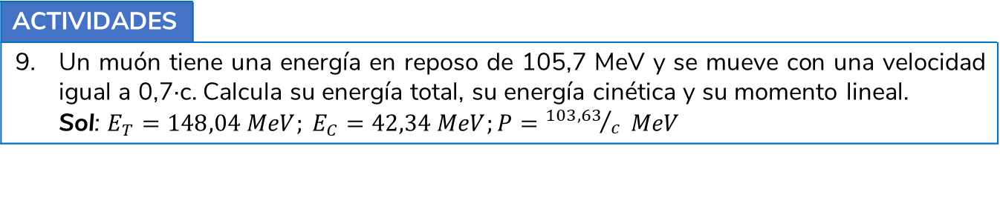 ACTIVIDADES
9. Un muón tiene una energía en reposo de 105,7 MeV y se mueve con una velocidad
igual a 0,7·c. Calcula su energía total, su energía cinética y su momento lineal.
Sol: E_T = 148,04 MeV; E_C = 42,34 MeV; P = 103,63/c MeV